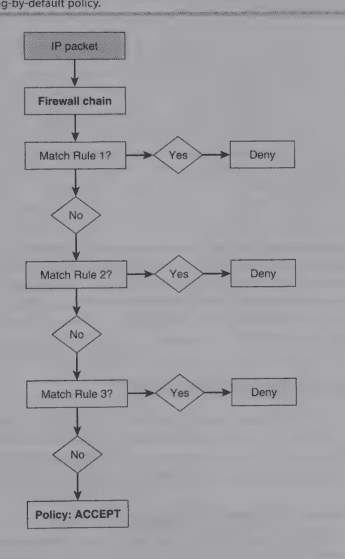 g-by-default policy.
IP packet
Firewall chain
Match Rule 1?
Yes
Deny
No
Match Rule 2?
Yes
Deny
No
Match Rule 3?
Yes
Deny
No
Policy: ACCEPT